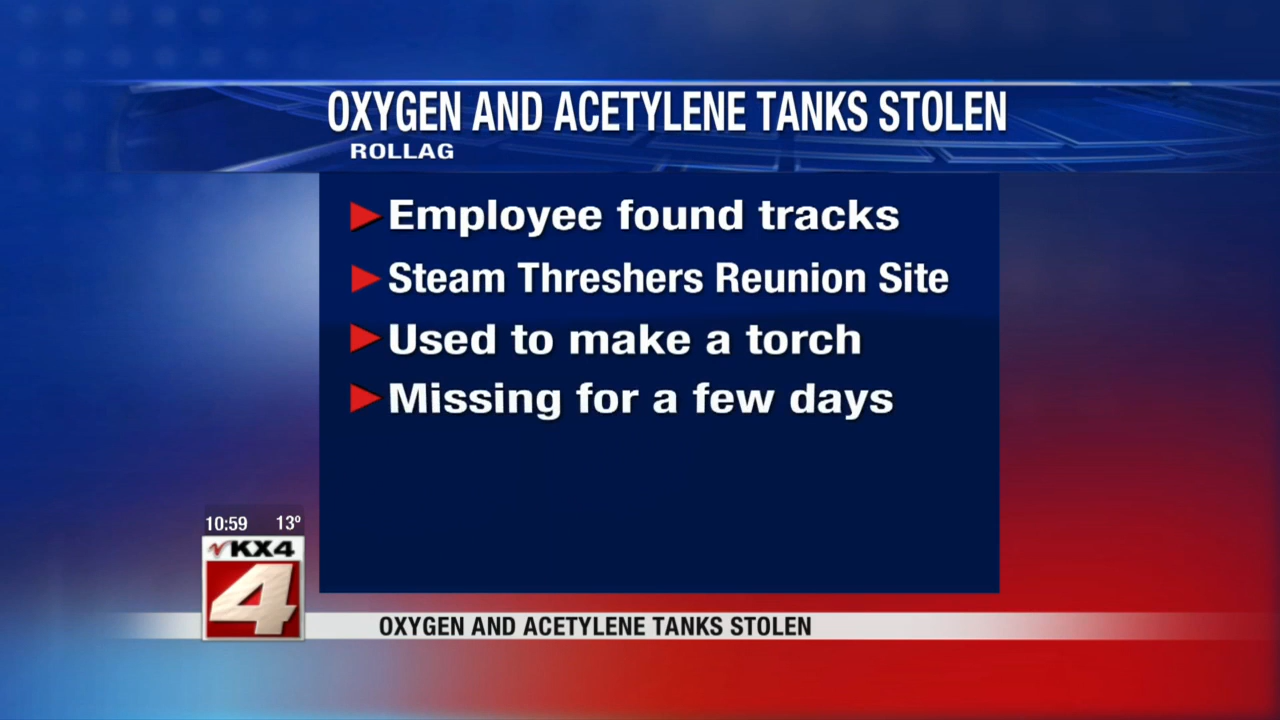 OXYGEN AND ACETYLENE TANKS STOLEN
ROLLAG
Employee found tracks
Steam Threshers Reunion Site
Used to make a torch
Missing for a few days
10:59 13º
KX4
4
OXYGEN AND ACETYLENE TANKS STOLEN